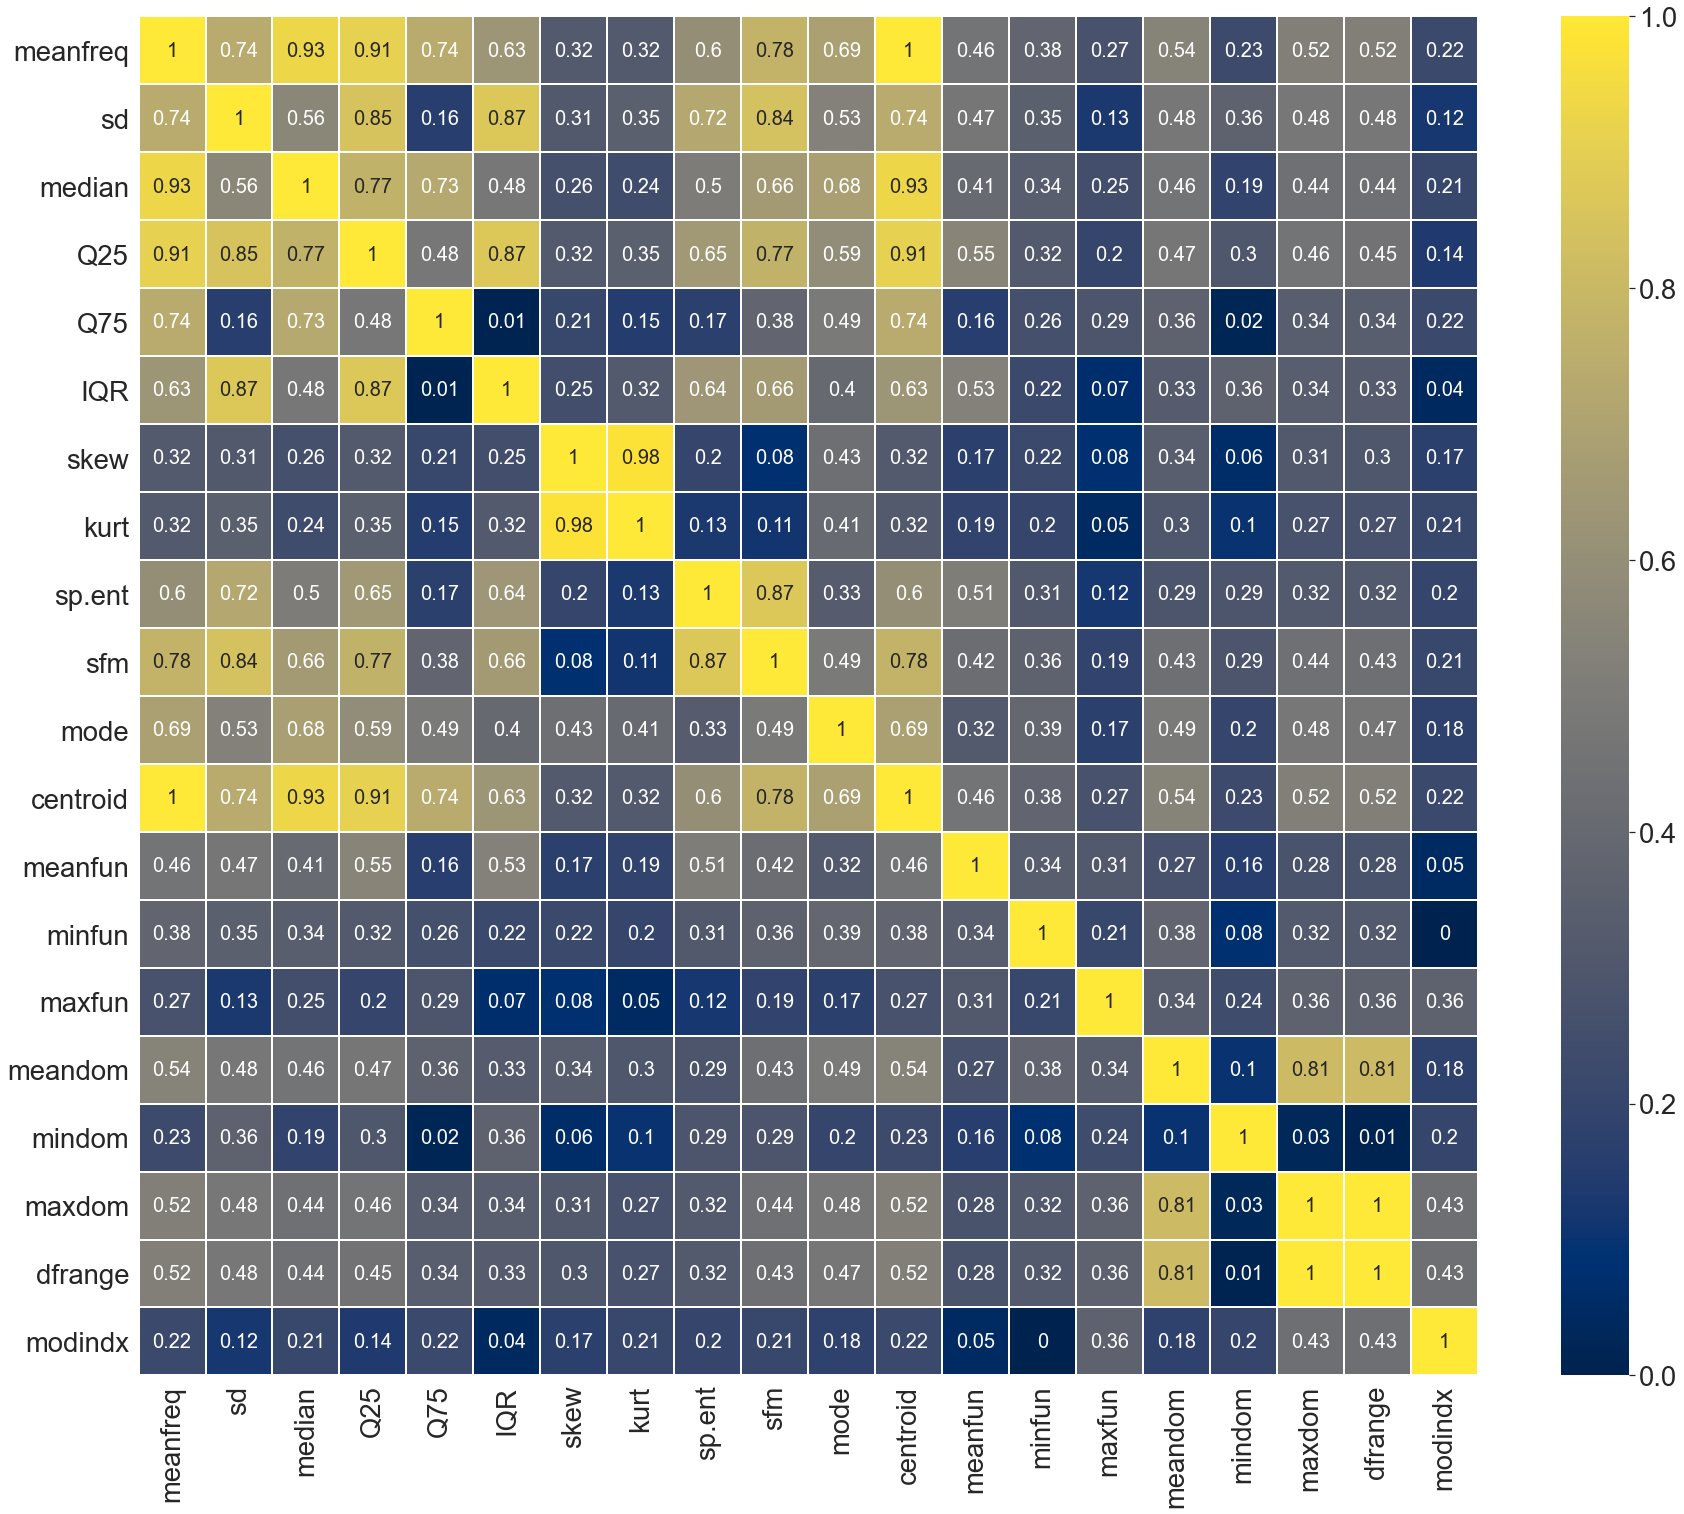 meanfreq 1 0.74 0.93 0.91 0.74 0.63 0.32 0.32 0.6 0.78 0.69 1 0.46 0.38 0.27 0.54 0.23 0.52 0.52 0.22
sd 0.74 1 0.56 0.85 0.16 0.87 0.31 0.35 0.72 0.84 0.53 0.74 0.47 0.35 0.13 0.48 0.36 0.48 0.48 0.12
median 0.93 0.56 1 0.77 0.73 0.48 0.26 0.24 0.5 0.66 0.68 0.93 0.41 0.34 0.25 0.46 0.19 0.44 0.44 0.21
Q25 0.91 0.85 0.77 1 0.48 0.87 0.32 0.35 0.65 0.77 0.59 0.91 0.55 0.32 0.2 0.47 0.3 0.46 0.45 0.14
Q75 0.74 0.16 0.73 0.48 1 0.01 0.21 0.15 0.17 0.38 0.49 0.74 0.16 0.26 0.29 0.36 0.02 0.34 0.34 0.22
IQR 0.63 0.87 0.48 0.87 0.01 1 0.25 0.32 0.64 0.66 0.4 0.63 0.53 0.22 0.07 0.33 0.36 0.34 0.33 0.04
skew 0.32 0.31 0.26 0.32 0.21 0.25 1 0.98 0.2 0.08 0.43 0.32 0.17 0.22 0.08 0.34 0.06 0.31 0.3 0.17
kurt 0.32 0.35 0.24 0.35 0.15 0.32 0.98 1 0.13 0.11 0.41 0.32 0.19 0.2 0.05 0.3 0.1 0.27 0.27 0.21
sp.ent 0.6 0.72 0.5 0.65 0.17 0.64 0.2 0.13 1 0.87 0.33 0.6 0.51 0.31 0.12 0.29 0.29 0.32 0.32 0.2
sfm 0.78 0.84 0.66 0.77 0.38 0.66 0.08 0.11 0.87 1 0.49 0.78 0.42 0.36 0.19 0.43 0.29 0.44 0.43 0.21
mode 0.69 0.53 0.68 0.59 0.49 0.4 0.43 0.41 0.33 0.49 1 0.69 0.32 0.39 0.17 0.49 0.2 0.48 0.47 0.18
centroid 1 0.74 0.93 0.91 0.74 0.63 0.32 0.32 0.6 0.78 0.69 1 0.46 0.38 0.27 0.54 0.23 0.52 0.52 0.22
meanfun 0.46 0.47 0.41 0.55 0.16 0.53 0.17 0.19 0.51 0.42 0.32 0.46 1 0.34 0.31 0.27 0.16 0.28 0.28 0.05
minfun 0.38 0.35 0.34 0.32 0.26 0.22 0.22 0.2 0.31 0.36 0.39 0.38 0.34 1 0.21 0.38 0.08 0.32 0.32 0
maxfun 0.27 0.13 0.25 0.2 0.29 0.07 0.08 0.05 0.12 0.19 0.17 0.27 0.31 0.21 1 0.34 0.24 0.36 0.36 0.36
meandom 0.54 0.48 0.46 0.47 0.36 0.33 0.34 0.3 0.29 0.43 0.49 0.54 0.27 0.38 0.34 1 0.1 0.81 0.81 0.18
mindom 0.23 0.36 0.19 0.3 0.02 0.36 0.06 0.1 0.29 0.29 0.2 0.23 0.16 0.08 0.24 0.1 1 0.03 0.01 0.2
maxdom 0.52 0.48 0.44 0.46 0.34 0.34 0.31 0.27 0.32 0.44 0.48 0.52 0.28 0.32 0.36 0.81 0.03 1 1 0.43
dfrange 0.52 0.48 0.44 0.45 0.34 0.33 0.3 0.27 0.32 0.43 0.47 0.52 0.28 0.32 0.36 0.81 0.01 1 1 0.43
modindx 0.22 0.12 0.21 0.14 0.22 0.04 0.17 0.21 0.2 0.21 0.18 0.22 0.05 0 0.36 0.18 0.2 0.43 0.43 1
meanfreq sd median Q25 Q75 IQR skew kurt sp.ent sfm mode centroid meanfun minfun maxfun meandom mindom maxdom dfrange modindx
1.0
0.8
0.6
0.4
0.2
0.0